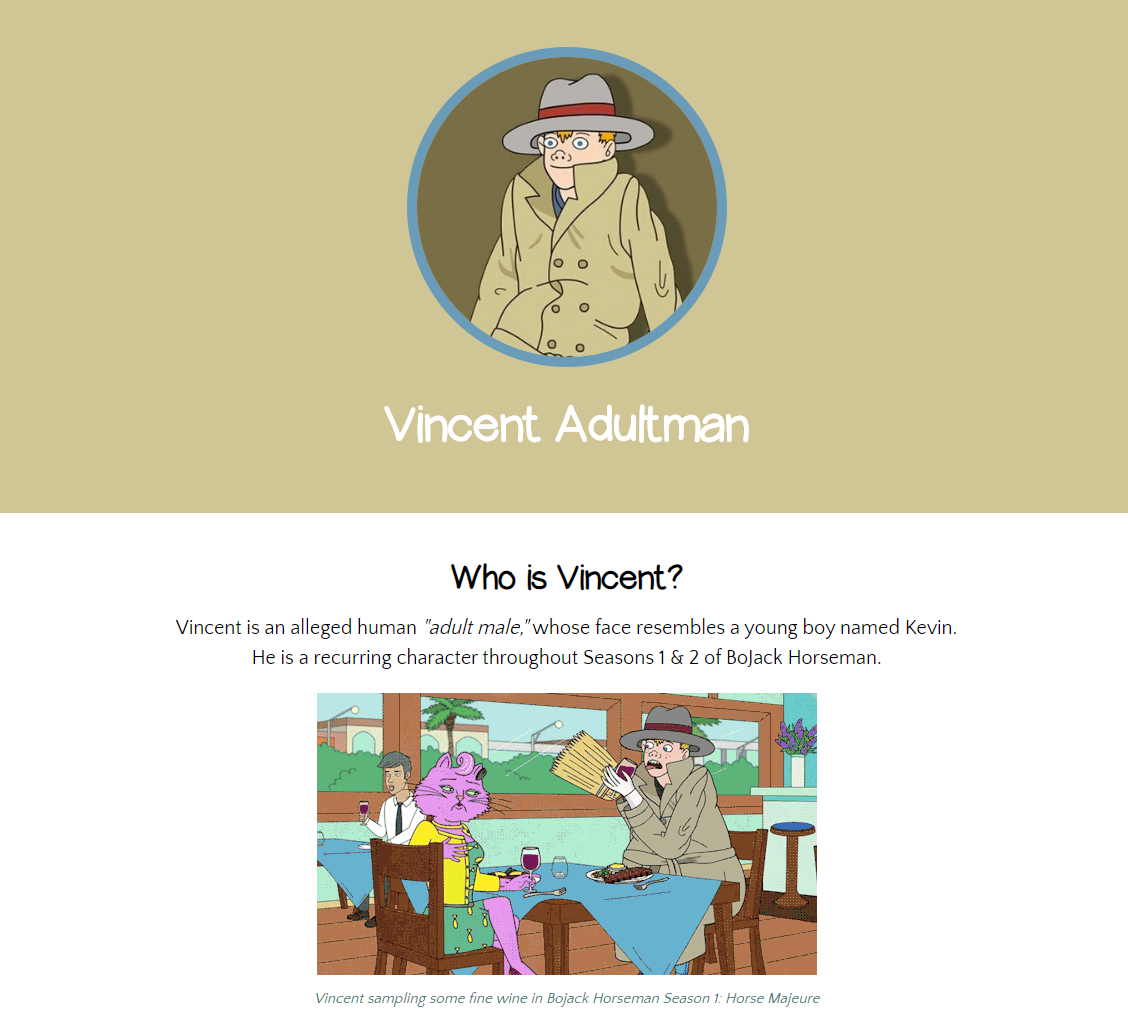 Vincent Adultman
Who is Vincent?
Vincent is an alleged human "adult male," whose face resembles a young boy named Kevin.
He is a recurring character throughout Seasons 1 & 2 of BoJack Horseman.
Vincent sampling some fine wine in Bojack Horseman Season 1: Horse Majeure